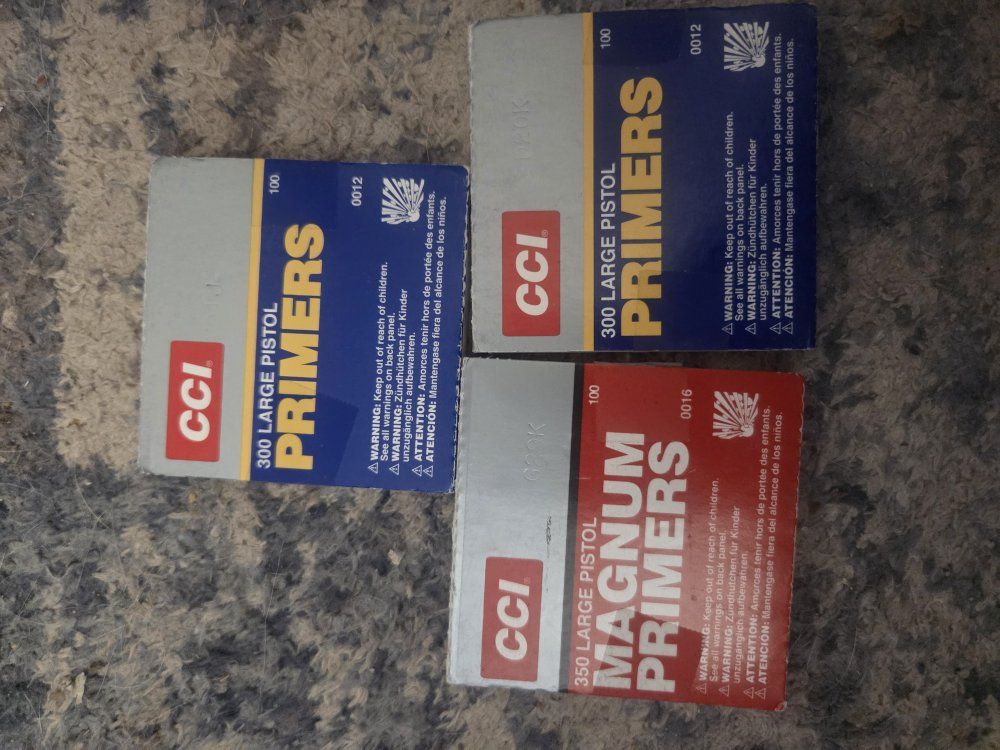 CCI
300 LARGE PISTOL
100
PRIMERS
0012
WARNING: Keep out of reach of children.
See all warnings on back panel.
WARNING: Zündhütchen für Kinder
unzugänglich aufbewahren.
ATTENTION: Amorces tenir hors de portée des enfants.
ATENCIÓN: Mantengase fiera del alcance de los niños.
CCI
300 LARGE PISTOL
100
PRIMERS
0012
WARNING: Keep out of reach of children.
See all warnings on back panel.
WARNING: Zündhütchen für Kinder
unzugänglich aufbewahren.
ATTENTION: Amorces tenir hors de portée des enfants.
ATENCIÓN: Mantengase fiera del alcance de los niños.
CCI
350 LARGE PISTOL
100
MAGNUM
PRIMERS
0016
WARNING: Keep out of reach of children.
See all warnings on back panel.
WARNING: Zündhütchen für Kinder
unzugänglich aufbewahren.
ATTENTION: Amorces tenir hors de portée des enfants.
ATENCIÓN: Mantengase fiera del alcance de los niños.